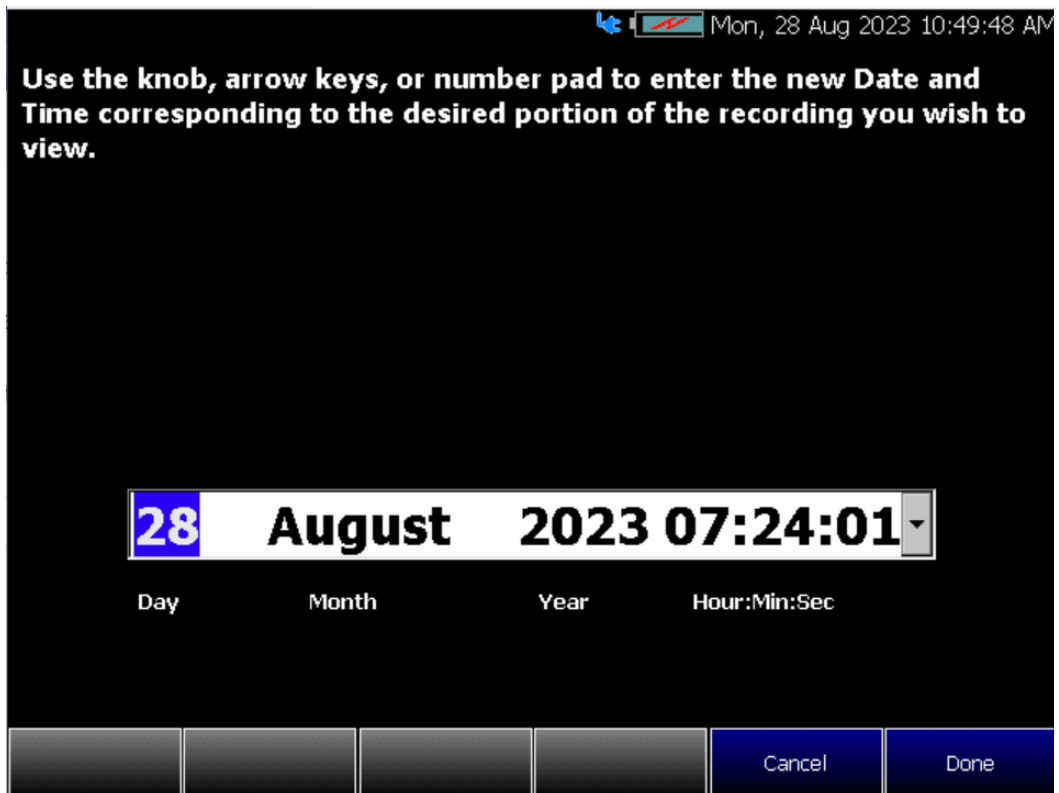 Mon, 28 Aug 2023 10:49:48 AM
Use the knob, arrow keys, or number pad to enter the new Date and
Time corresponding to the desired portion of the recording you wish to
view.
28 August 2023 07:24:01
Day Month Year Hour:Min:Sec
Cancel Done